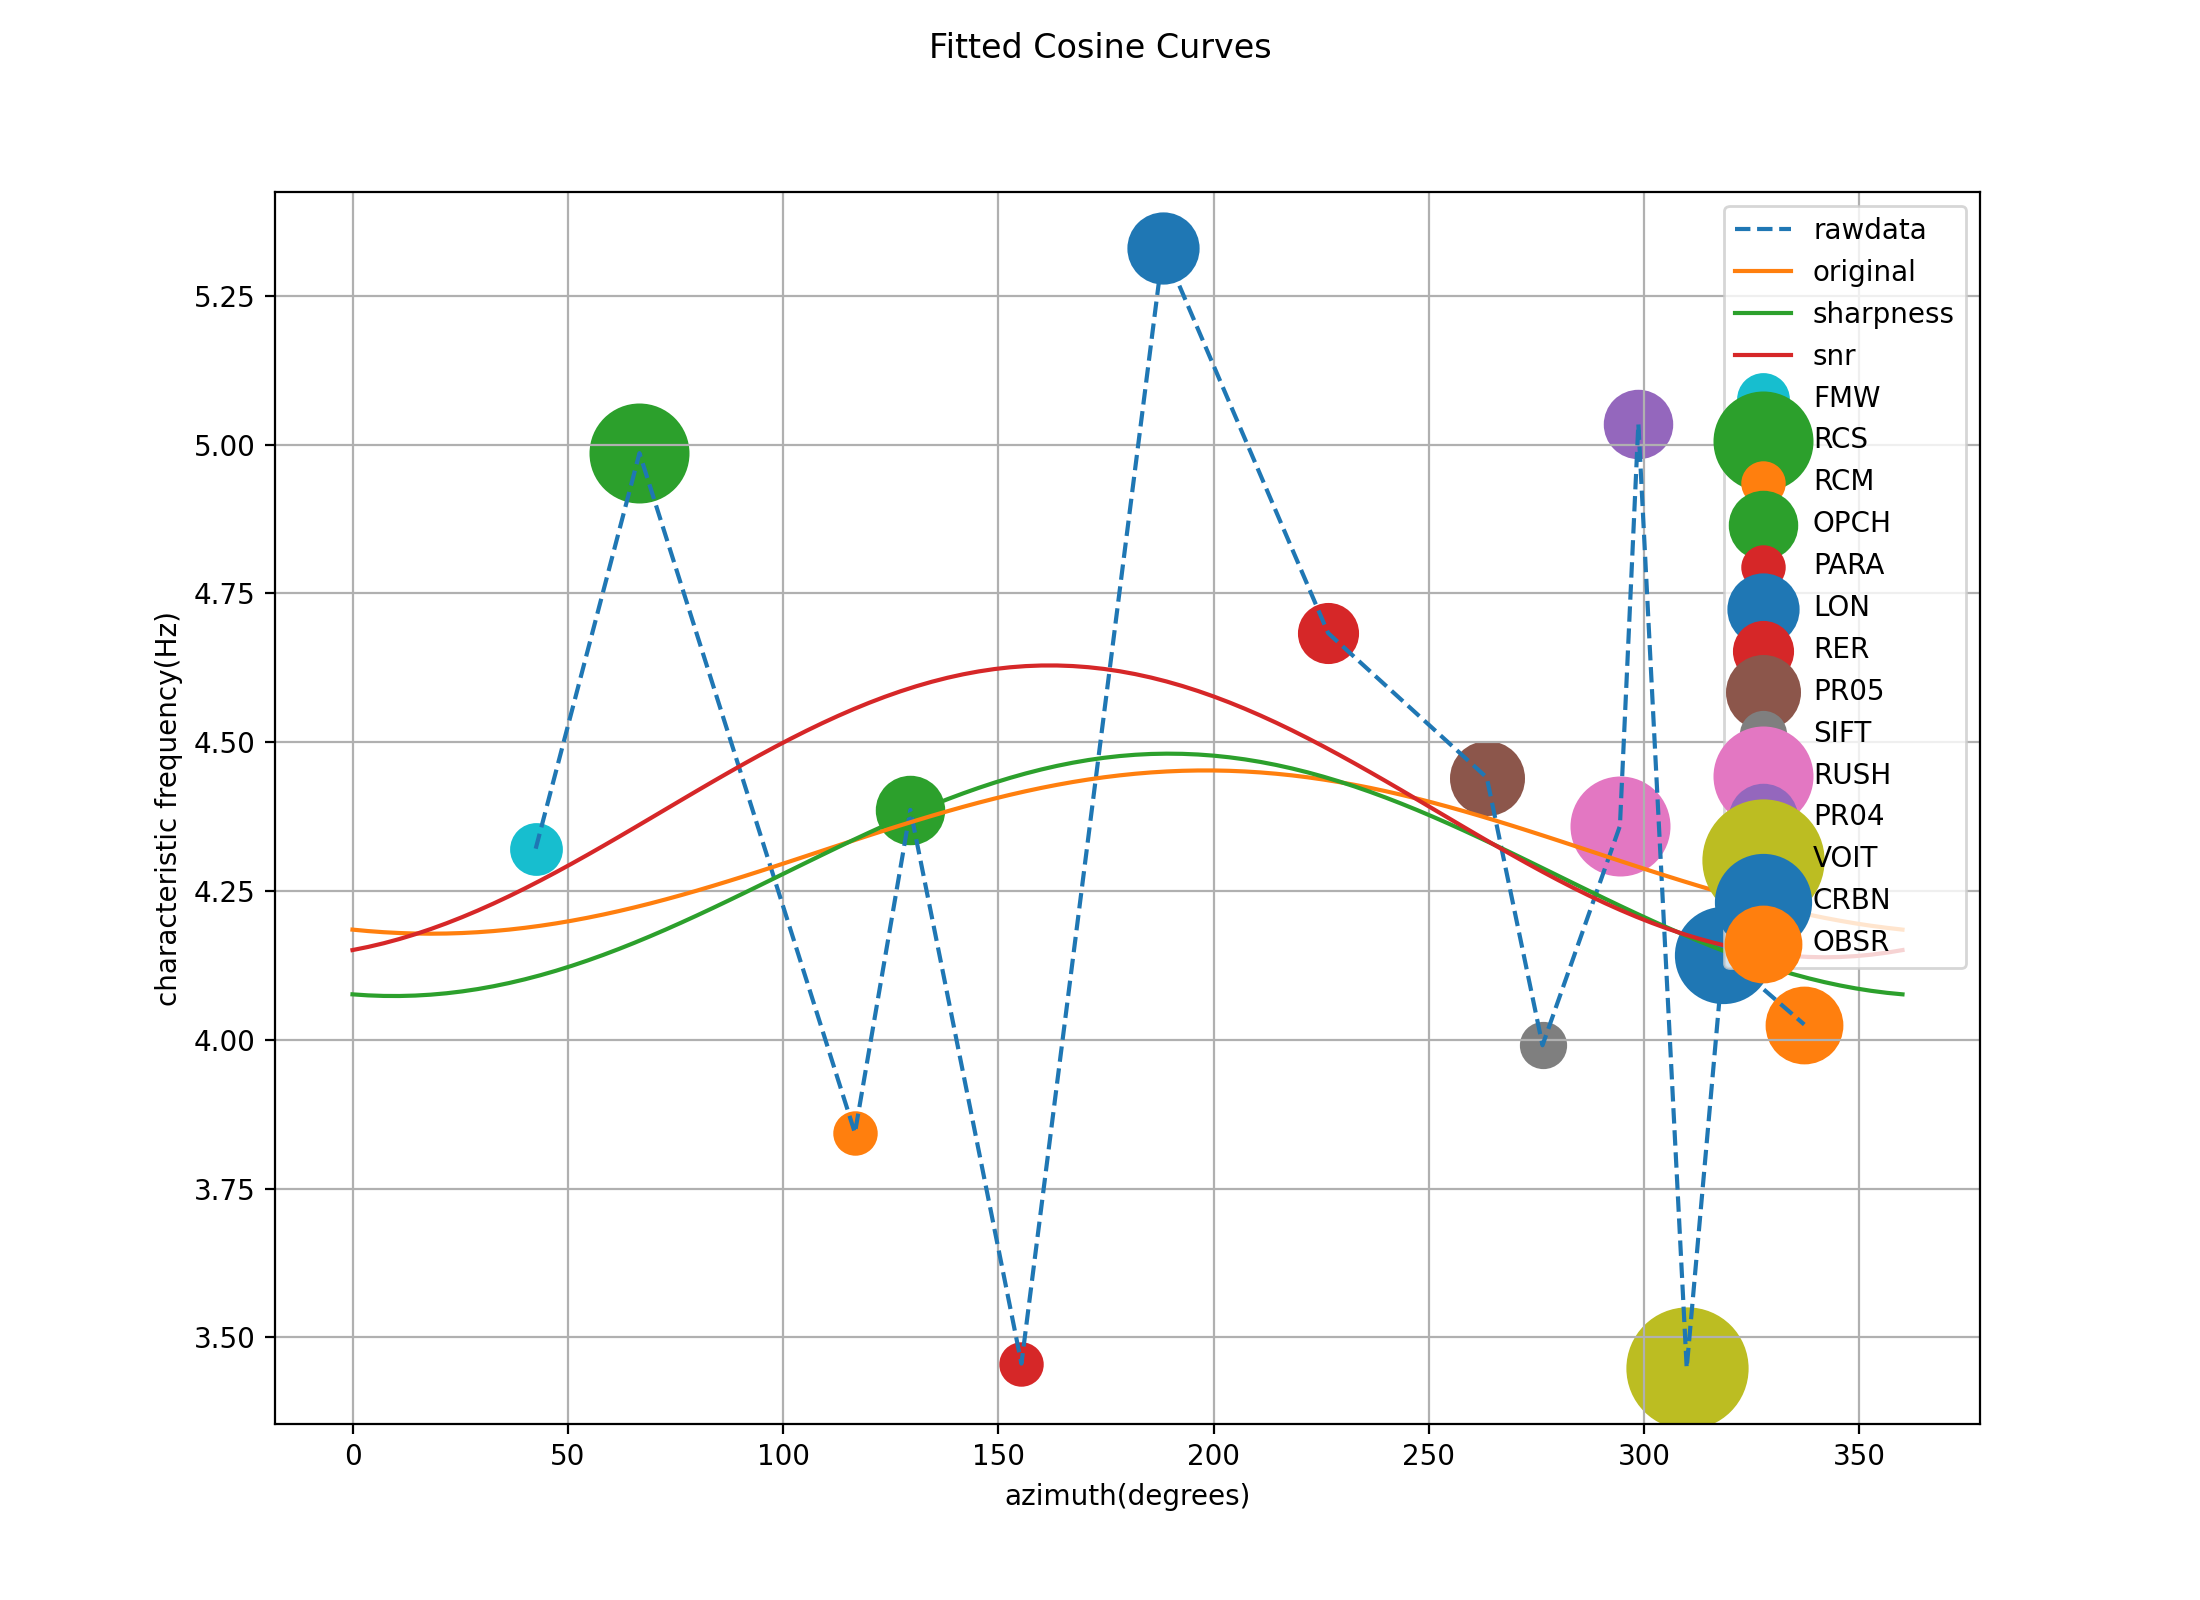 Fitted Cosine Curves
characteristic frequency(Hz)
5.25
5.00
4.75
4.50
4.25
4.00
3.75
3.50
rawdata
original
sharpness
snr
FMW
RCS
RCM
OPCH
PARA
LON
RER
PR05
SIFT
RUSH
PR04
VOIT
CRBN
OBSR
0 50 100 150 200 250 300 350
azimuth(degrees)